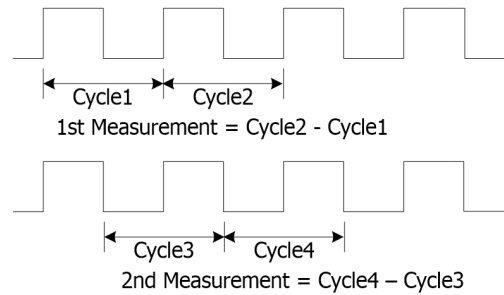 Cycle1 Cycle2
1st Measurement = Cycle2 - Cycle1
Cycle3 Cycle4
2nd Measurement = Cycle4 – Cycle3